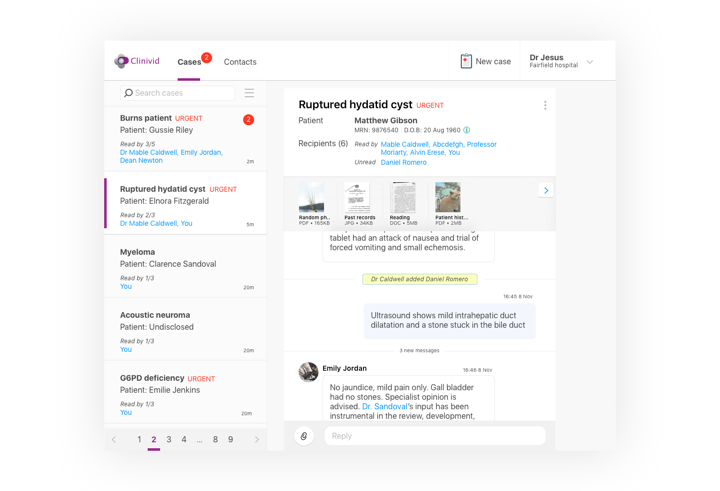 Clinivid
Cases
2
Contacts
New case
Dr Jesus
Fairfield hospital
Search cases
Burns patient URGENT
2
Patient: Gussie Riley
Read by 3/5
Dr Mable Caldwell, Emily Jordan,
Dean Newton
2m
Ruptured hydatid cyst URGENT
Patient: Elnora Fitzgerald
Read by 2/3
Dr Mable Caldwell, You
5m
Myeloma
Patient: Clarence Sandoval
Read by 1/3
You
20m
Acoustic neuroma
Patient: Undisclosed
Read by 1/3
You
20m
G6PD deficiency URGENT
Patient: Emilie Jenkins
Read by 1/3
You
20m
1 2 3 4 ... 8 9
Ruptured hydatid cyst URGENT
Patient
Matthew Gibson
MRN: 9876540 D.O.B: 20 Aug 1960
Recipients (6)
Read by Mable Caldwell, Abcdefgh, Professor
Moriarty, Alvin Erese, You
Unread Daniel Romero
Random ph..
PDF • 165KB
Past records
JPG • 34KB
Reading
DOC • 5MB
Patient hist...
PDF • 2MB
tablet had an attack of nausea and trial of
forced vomiting and small echemosis.
Dr Caldwell added Daniel Romero
16:45 8 Nov
Ultrasound shows mild intrahepatic duct
dilatation and a stone stuck in the bile duct
3 new messages
Emily Jordan
16:46 8 Nov
No jaundice, mild pain only. Gall bladder
had no stones. Specialist opinion is
advised. Dr. Sandoval's input has been
instrumental in the review, development,
Reply